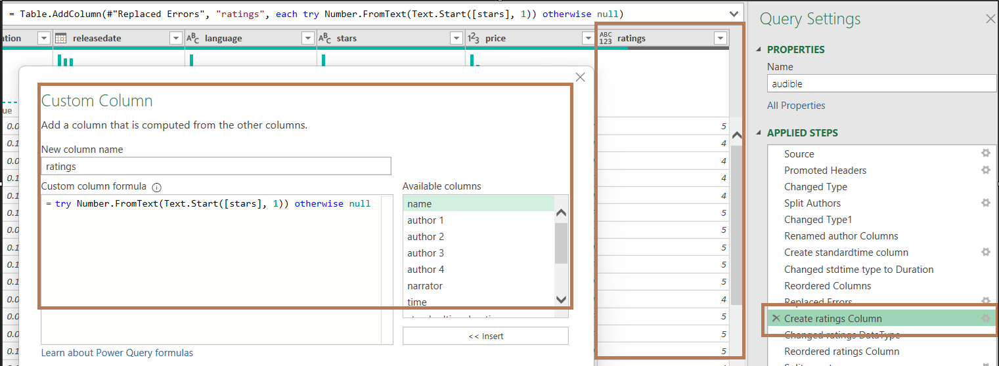 = Table.AddColumn(#"Replaced Errors", "ratings", each try Number.FromText(Text.Start([stars], 1)) otherwise null)
ation releasedate ABC language ABC stars 123 price ABC 123 ratings
Custom Column
Add a column that is computed from the other columns.
New column name
ratings
Custom column formula
Available columns
= try Number.FromText(Text.Start([stars], 1)) otherwise null
name
author 1
author 2
author 3
author 4
narrator
time
<< Insert
Learn about Power Query formulas
ue
0.0
0.1
0.0
0.1
0.1
0.1
0.0
0.1
0.1
0.1
0.0
0.0
0.0
0.1
5
4
4
4
4
5
5
5
5
5
4
5
5
5
Query Settings
PROPERTIES
Name
audible
All Properties
APPLIED STEPS
Source
Promoted Headers
Changed Type
Split Authors
Changed Type1
Renamed author Columns
Create standardtime column
Changed stdtime type to Duration
Reordered Columns
Replaced Errors
Create ratings Column
Changed ratings DataType
Reordered ratings Column